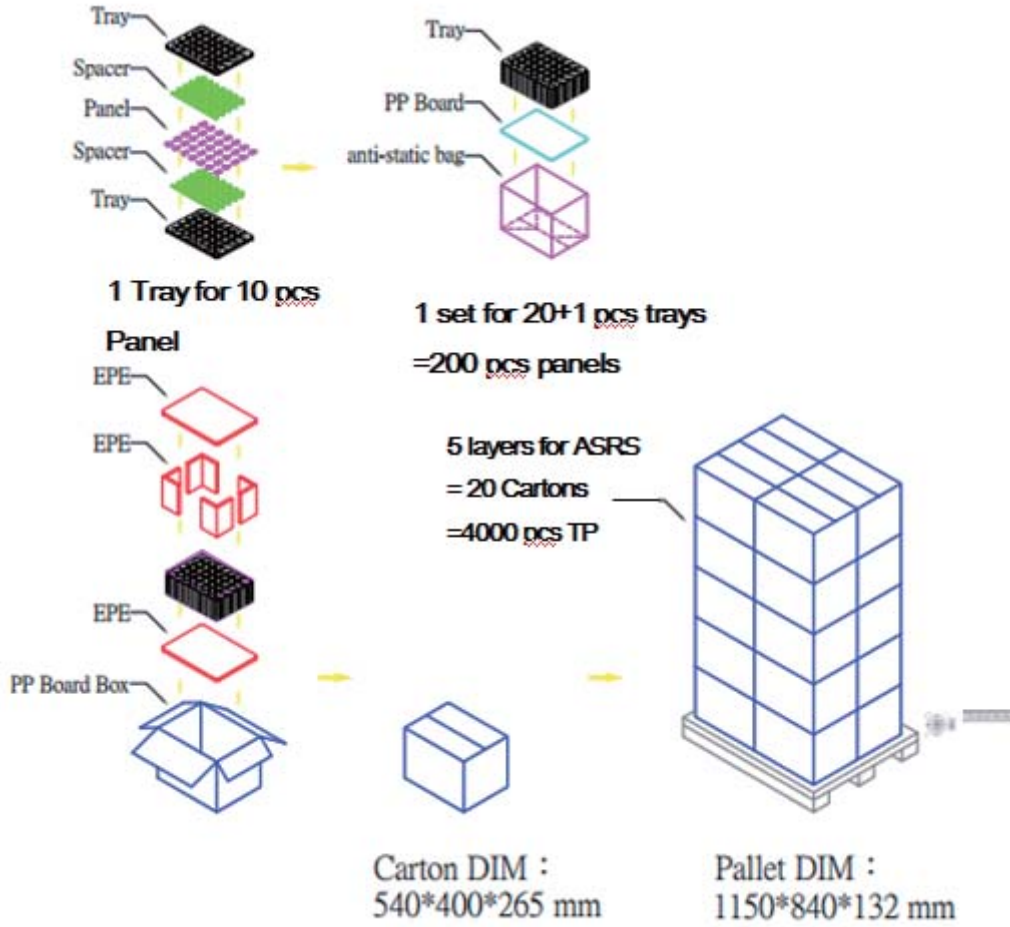 Tray
Spacer
Panel
Spacer
Tray
1 Tray for 10 pcs
Panel
Tray
PP Board
anti-static bag
1 set for 20+1 pcs trays
=200 pcs panels
EPE
EPE
EPE
PP Board Box
5 layers for ASRS
= 20 Cartons
=4000 pcs TP
Carton DIM：
540*400*265 mm
Pallet DIM：
1150*840*132 mm